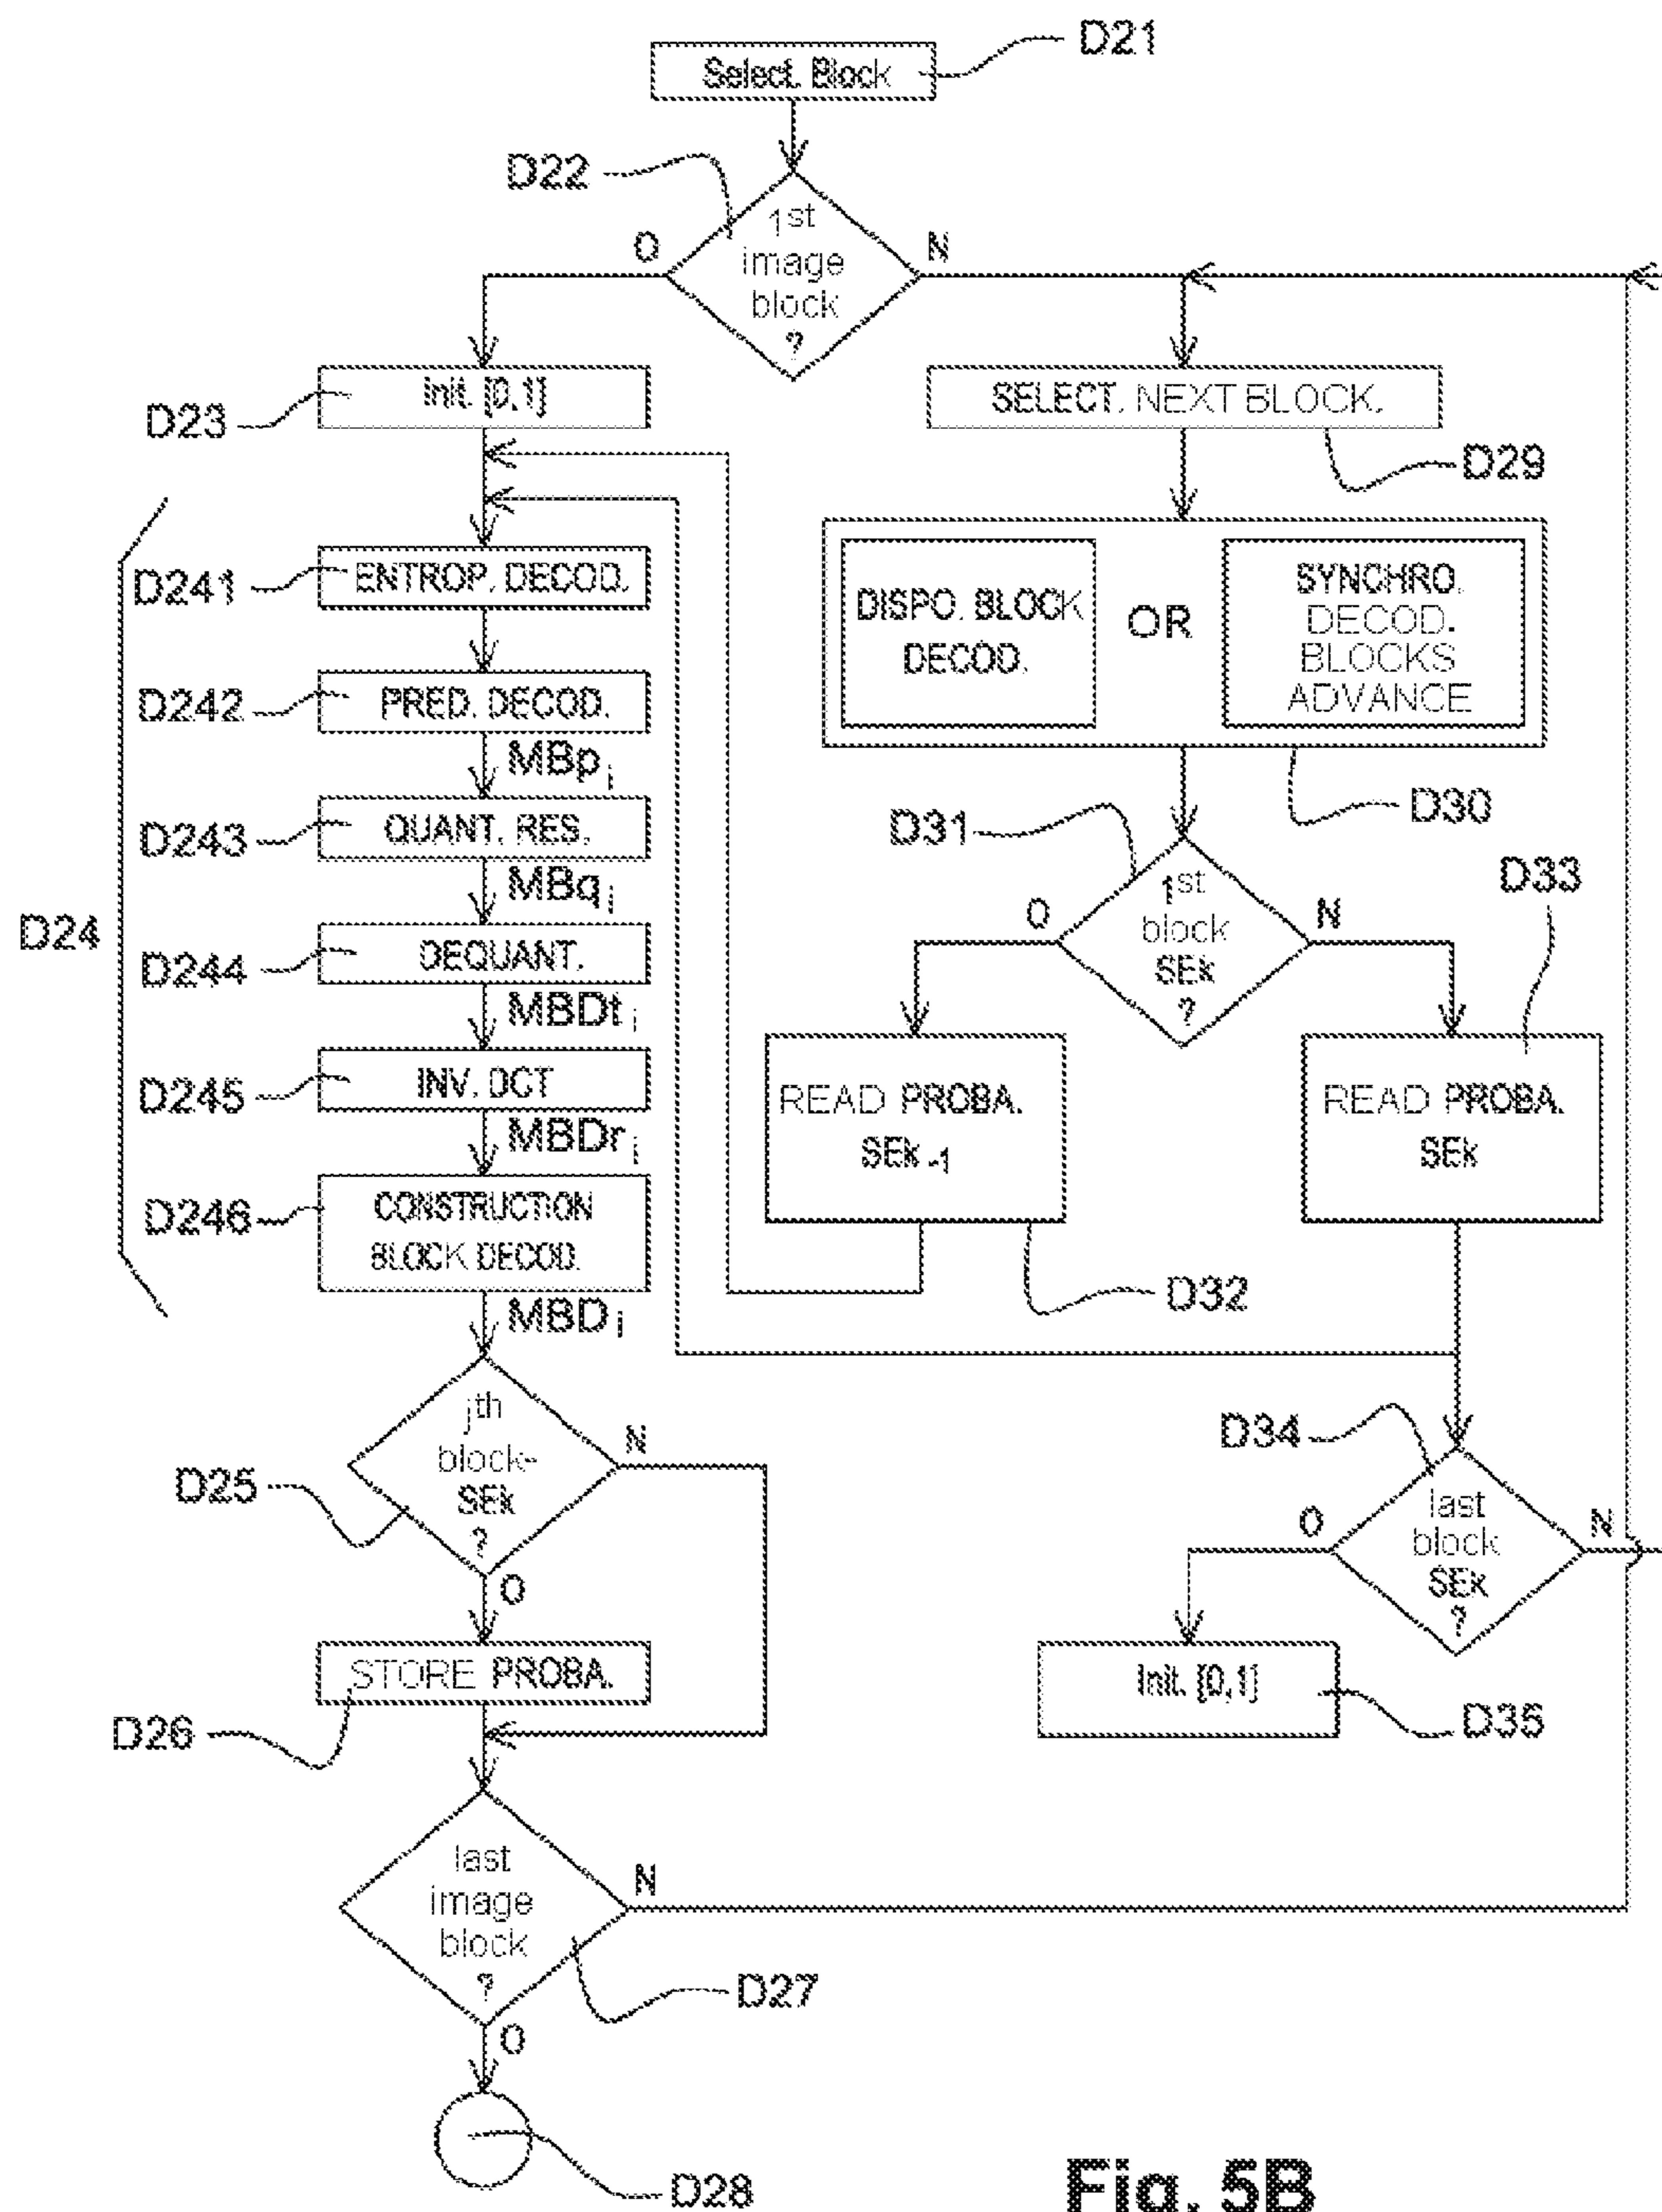 D21
Select. Block
D22
1st
image
block
?
O
N
D23
Init. [0,1]
SELECT. NEXT BLOCK.
D29
D24
D241
ENTROP. DECOD.
D242
PRED. DECOD.
MBpi
D243
QUANT. RES.
MBqi
D244
DEQUANT.
MBDti
D245
INV. DCT
MBDri
D246
CONSTRUCTION
BLOCK DECOD.
MBDi
DISPO. BLOCK
DECOD.
OR
SYNCHRO.
DECOD.
BLOCKS
ADVANCE
D30
D31
1st
block
SEk
?
O
N
D33
READ PROBA.
SEk-1
READ PROBA.
SEk
D32
D25
jth
block-
SEk
?
N
O
D34
last
block
SEk
?
O
N
STORE PROBA.
D26
Init. [0,1]
D35
last
image
block
?
N
D27
O
D28
Fig. 5B